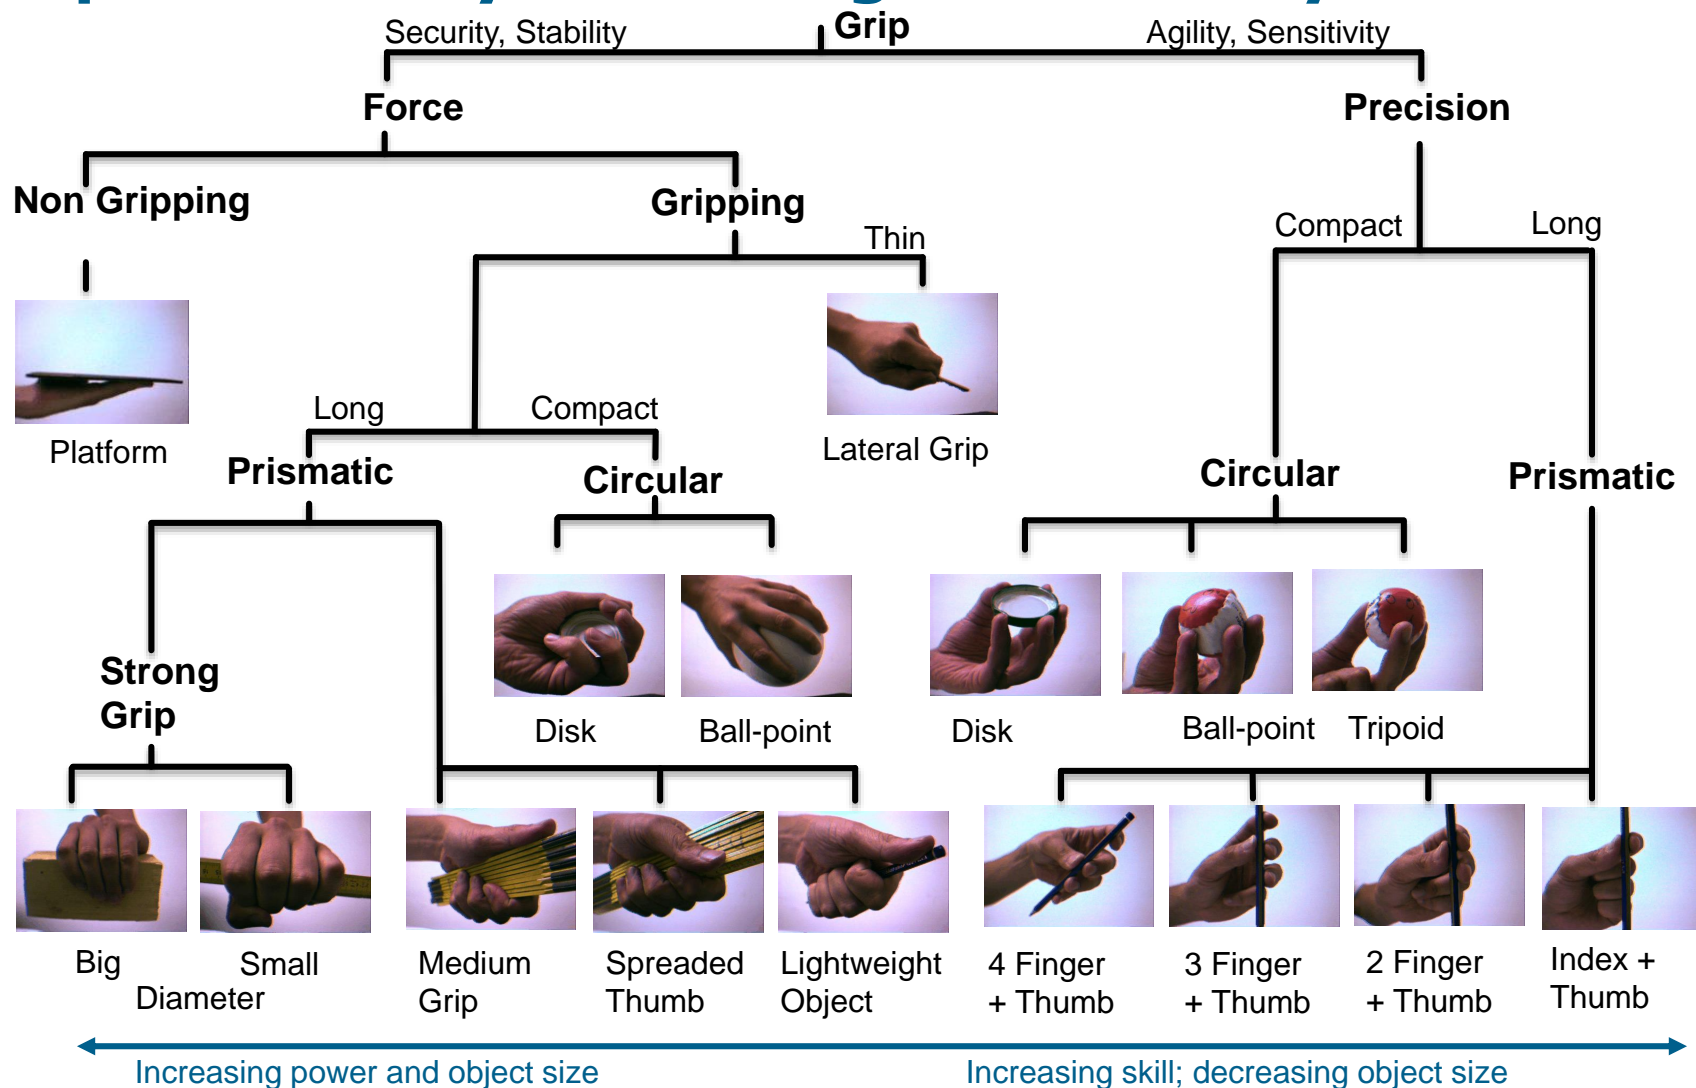 Grip
Security, Stability
Agility, Sensitivity
Force
Precision
Non Gripping
Gripping
Thin
Compact
Long
Platform
Lateral Grip
Long
Compact
Prismatic
Circular
Circular
Prismatic
Strong
Grip
Disk
Ball-point
Disk
Ball-point
Tripoid
Big
Small
Diameter
Medium
Grip
Spreaded
Thumb
Lightweight
Object
4 Finger
+ Thumb
3 Finger
+ Thumb
2 Finger
+ Thumb
Index +
Thumb
Increasing power and object size
Increasing skill; decreasing object size